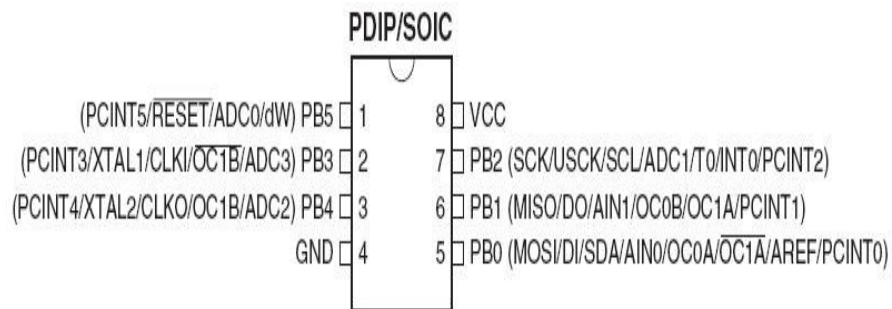 PDIP/SOIC
(PCINT5/RESET/ADC0/dW) PB5 1 8 VCC
(PCINT3/XTAL1/CLKI/OC1B/ADC3) PB3 2 7 PB2 (SCK/USCK/SCL/ADC1/T0/INT0/PCINT2)
(PCINT4/XTAL2/CLKO/OC1B/ADC2) PB4 3 6 PB1 (MISO/DO/AIN1/OC0B/OC1A/PCINT1)
GND 4 5 PB0 (MOSI/DI/SDA/AIN0/OC0A/OC1A/AREF/PCINT0)